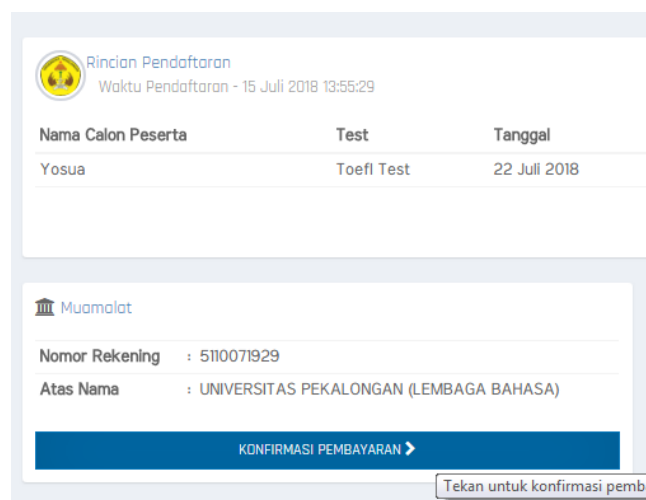 Rincian Pendaftaran
Waktu Pendaftaran - 15 Juli 2018 13:55:29
Nama Calon Peserta Test Tanggal
Yosua Toefl Test 22 Juli 2018
Muamalat
Nomor Rekening : 5110071929
Atas Nama : UNIVERSITAS PEKALONGAN (LEMBAGA BAHASA)
KONFIRMASI PEMBAYARAN
Tekan untuk konfirmasi pemba